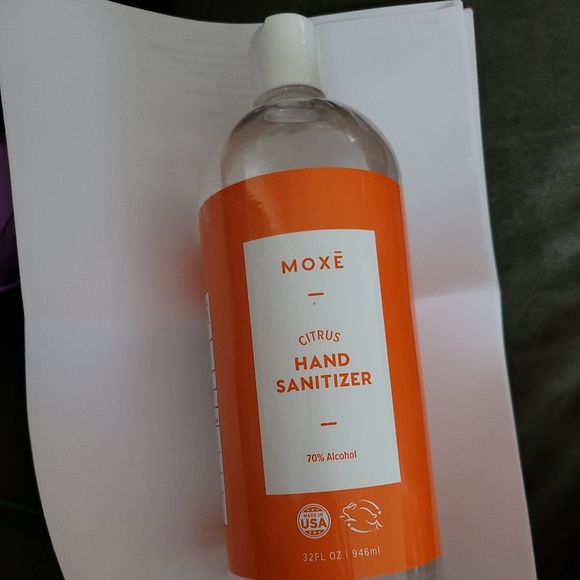 MOXĒ
CITRUS
HAND
SANITIZER
70% Alcohol
MADE IN
USA
32FL OZ | 946ml